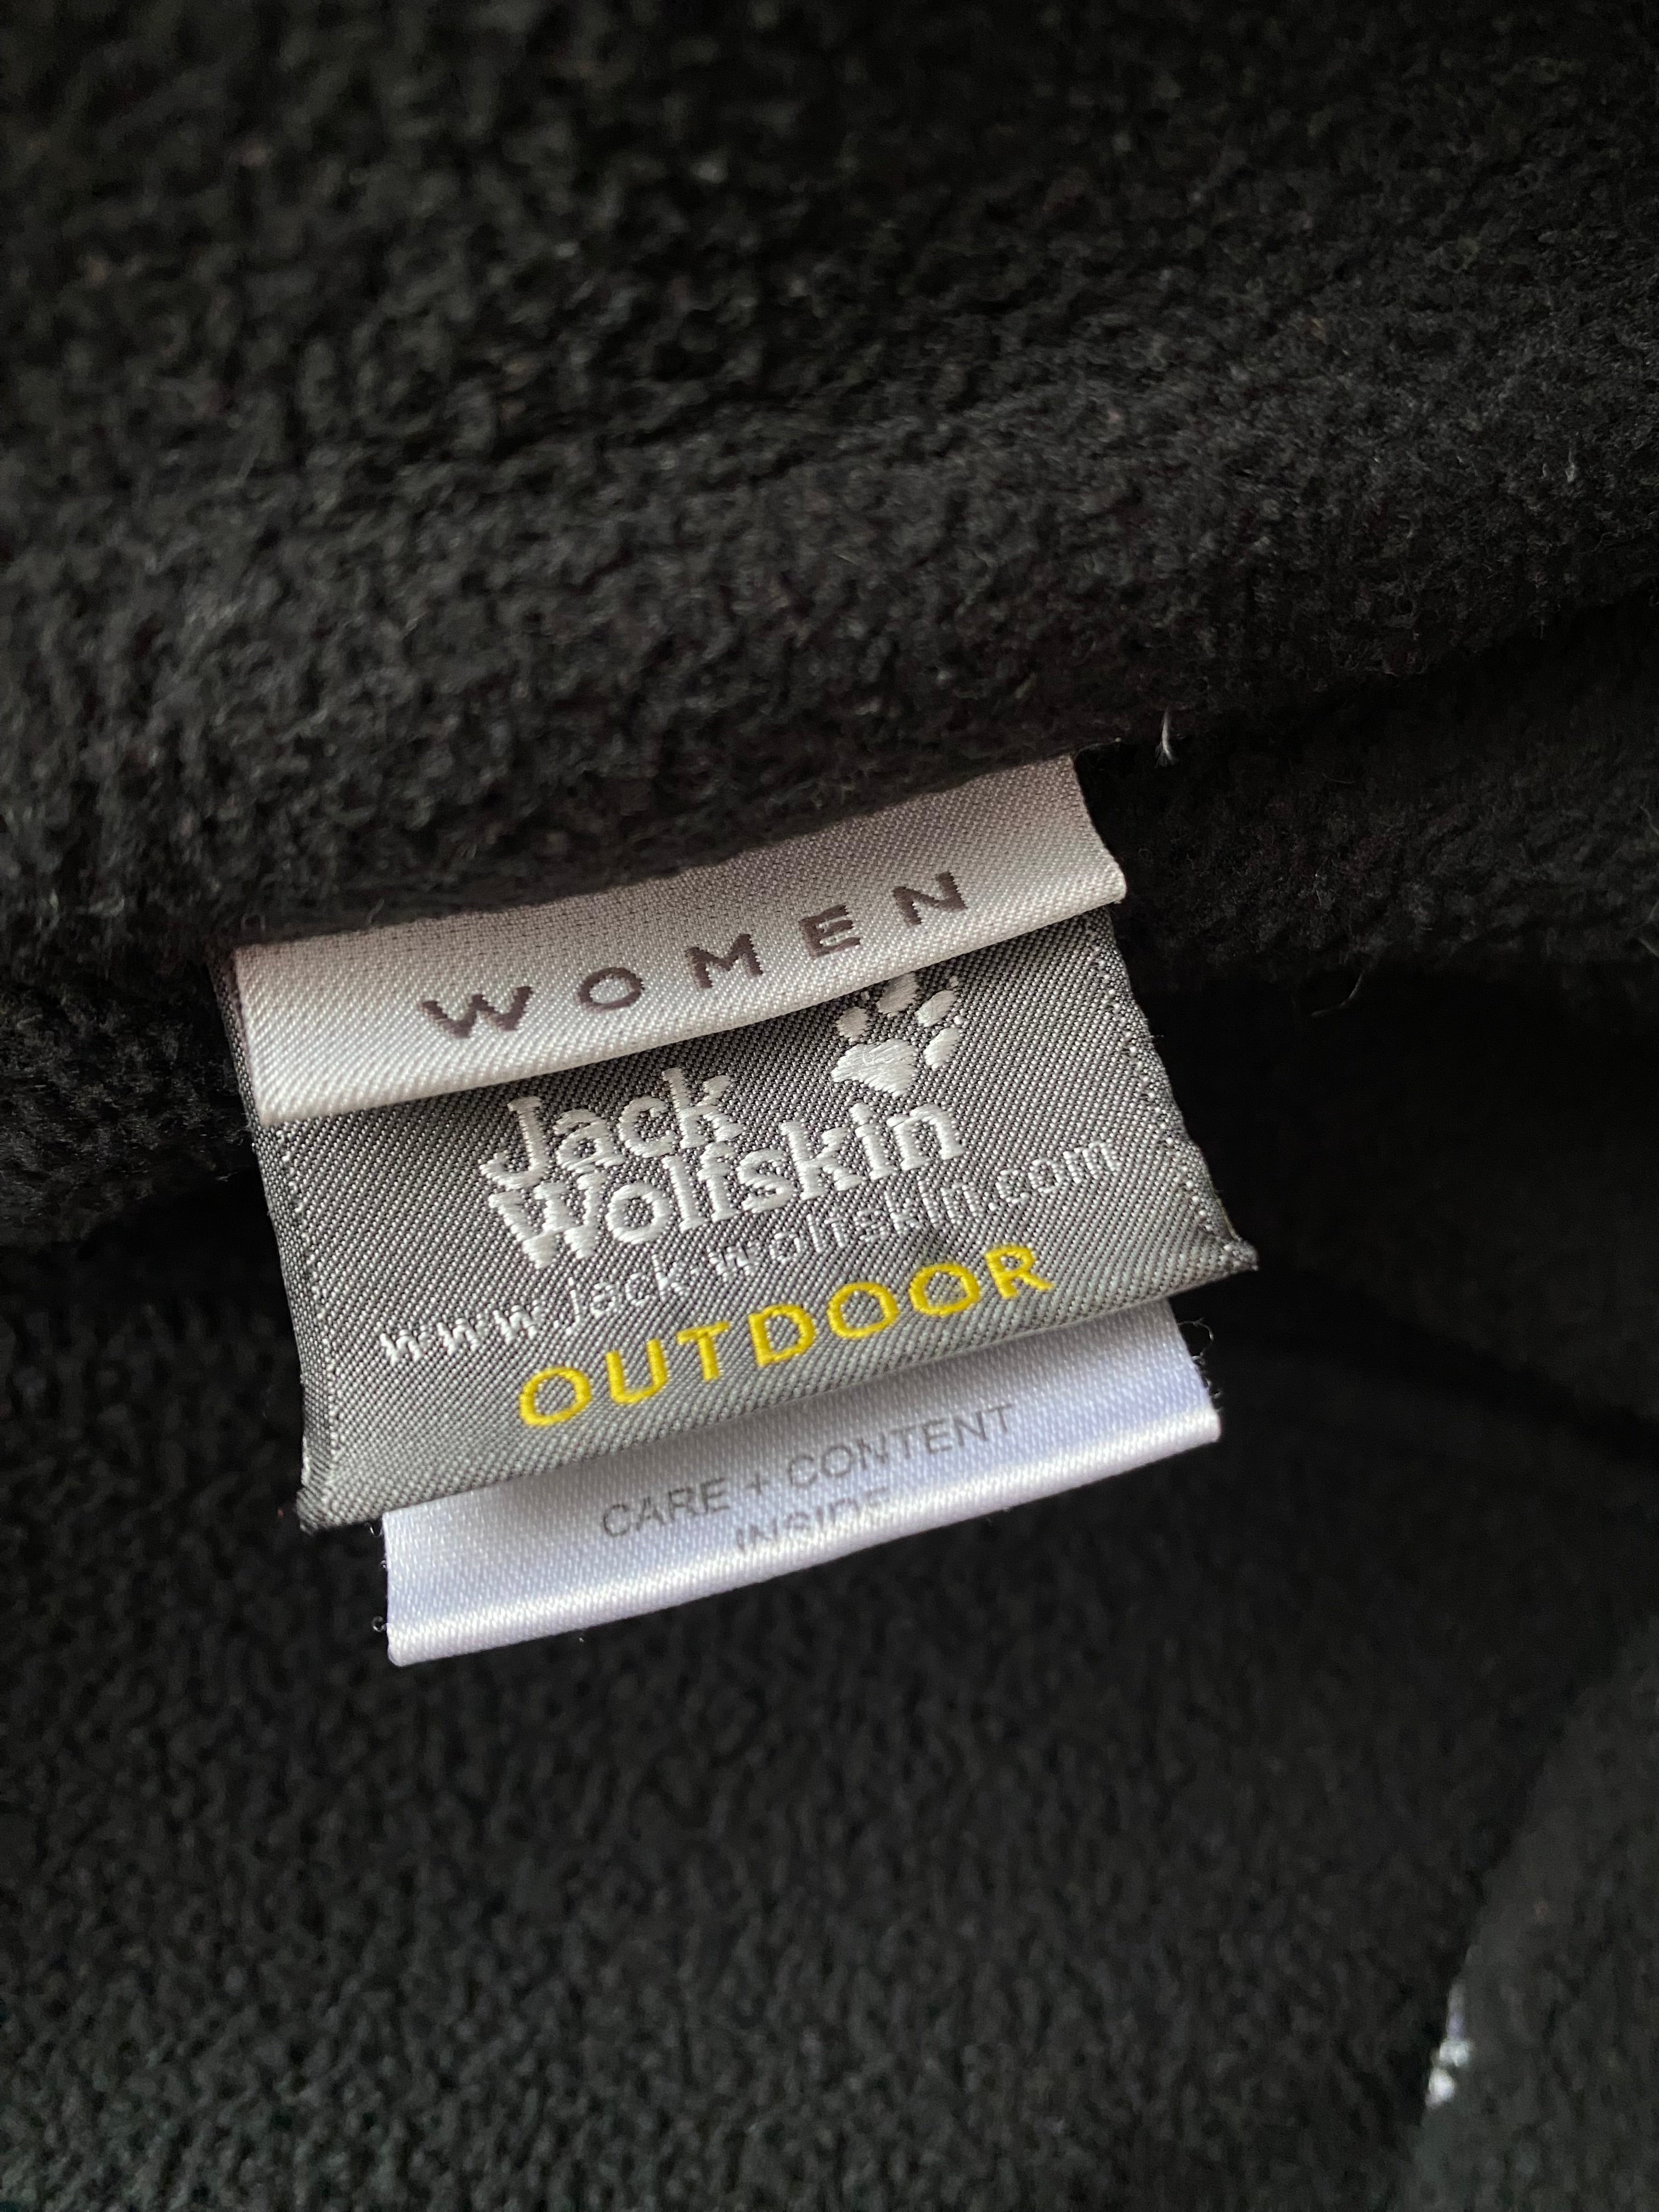 WOMEN
Jack
Wolfskin
www.jack-wolfskin.com
OUTDOOR
CARE + CONTENT
INSIDE